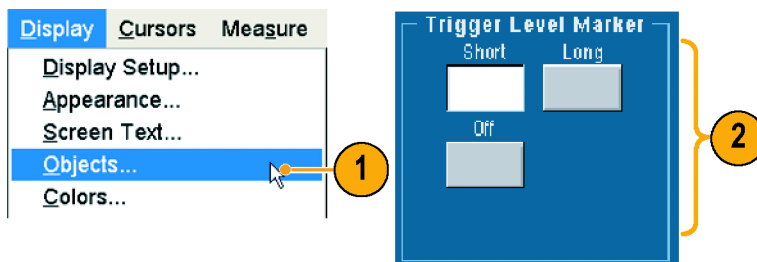 Display Cursors Measure
Display Setup...
Appearance...
Screen Text...
Objects...
Colors...
1
Trigger Level Marker
Short Long
Off
2